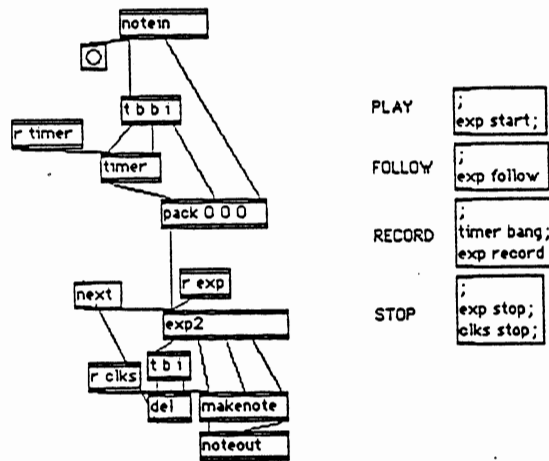 notein
t b b i
r timer
timer
pack 0 0 0
r exp
next
exp2
t b i
r clks
del
makenote
noteout
PLAY
;
exp start;
FOLLOW
;
exp follow
RECORD
;
timer bang;
exp record
STOP
;
exp stop;
clks stop;